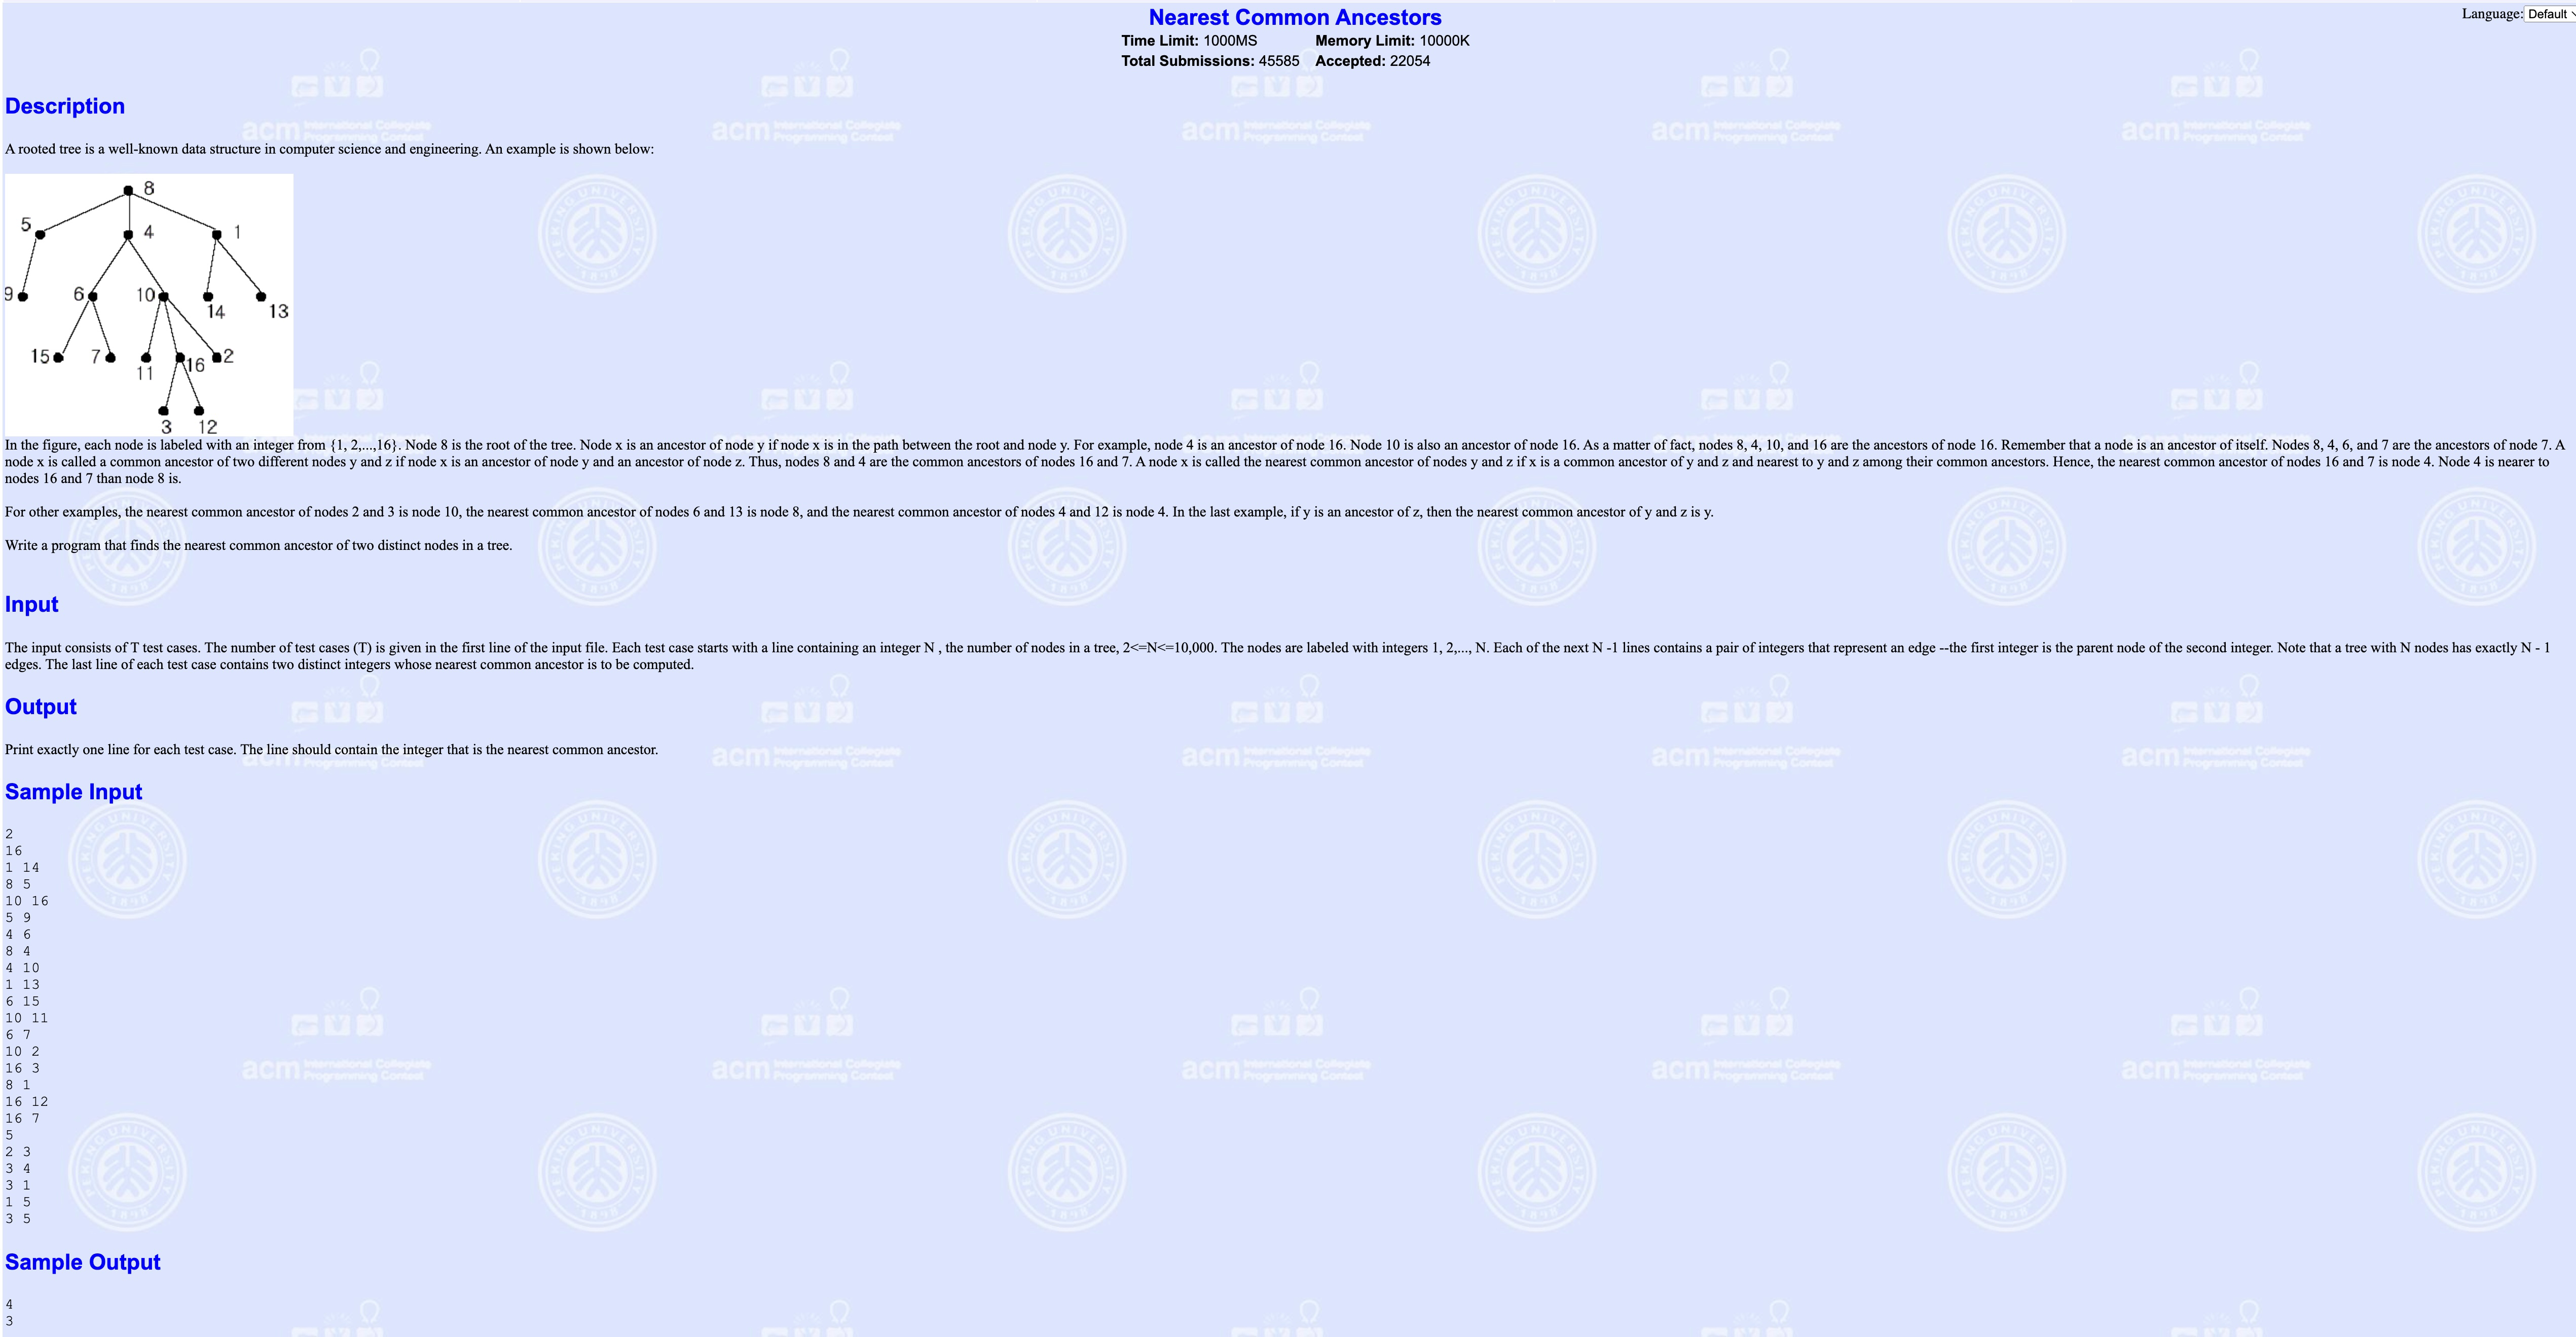 Nearest Common Ancestors
Language: Default
Time Limit: 1000MS Memory Limit: 10000K
Total Submissions: 45585 Accepted: 22054
Description
A rooted tree is a well-known data structure in computer science and engineering. An example is shown below:
8
5 4 1
9 6 10 14 13
15 7 11 16 2
3 12
In the figure, each node is labeled with an integer from {1, 2,...,16}. Node 8 is the root of the tree. Node x is an ancestor of node y if node x is in the path between the root and node y. For example, node 4 is an ancestor of node 16. Node 10 is also an ancestor of node 16. As a matter of fact, nodes 8, 4, 10, and 16 are the ancestors of node 16. Remember that a node is an ancestor of itself. Nodes 8, 4, 6, and 7 are the ancestors of node 7. A
node x is called a common ancestor of two different nodes y and z if node x is an ancestor of node y and an ancestor of node z. Thus, nodes 8 and 4 are the common ancestors of nodes 16 and 7. A node x is called the nearest common ancestor of nodes y and z if x is a common ancestor of y and z and nearest to y and z among their common ancestors. Hence, the nearest common ancestor of nodes 16 and 7 is node 4. Node 4 is nearer to
nodes 16 and 7 than node 8 is.
For other examples, the nearest common ancestor of nodes 2 and 3 is node 10, the nearest common ancestor of nodes 6 and 13 is node 8, and the nearest common ancestor of nodes 4 and 12 is node 4. In the last example, if y is an ancestor of z, then the nearest common ancestor of y and z is y.
Write a program that finds the nearest common ancestor of two distinct nodes in a tree.
Input
The input consists of T test cases. The number of test cases (T) is given in the first line of the input file. Each test case starts with a line containing an integer N , the number of nodes in a tree, 2<=N<=10,000. The nodes are labeled with integers 1, 2,..., N. Each of the next N -1 lines contains a pair of integers that represent an edge --the first integer is the parent node of the second integer. Note that a tree with N nodes has exactly N - 1
edges. The last line of each test case contains two distinct integers whose nearest common ancestor is to be computed.
Output
Print exactly one line for each test case. The line should contain the integer that is the nearest common ancestor.
Sample Input
2
16
1 14
8 5
10 16
5 9
4 6
8 4
4 10
1 13
6 15
10 11
6 7
10 2
16 3
8 1
16 12
16 7
5
2 3
3 4
3 1
1 5
3 5
Sample Output
4
3